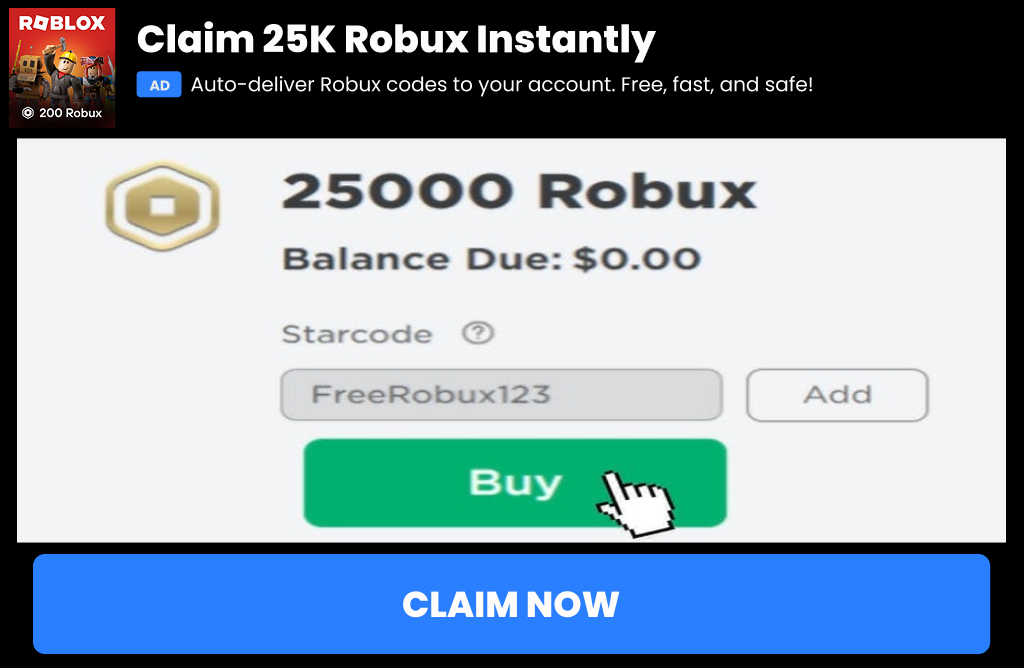 ROBLOX
200 Robux
Claim 25K Robux Instantly
AD Auto-deliver Robux codes to your account. Free, fast, and safe!
25000 Robux
Balance Due: $0.00
Starcode ?
FreeRobux123 Add
Buy
CLAIM NOW